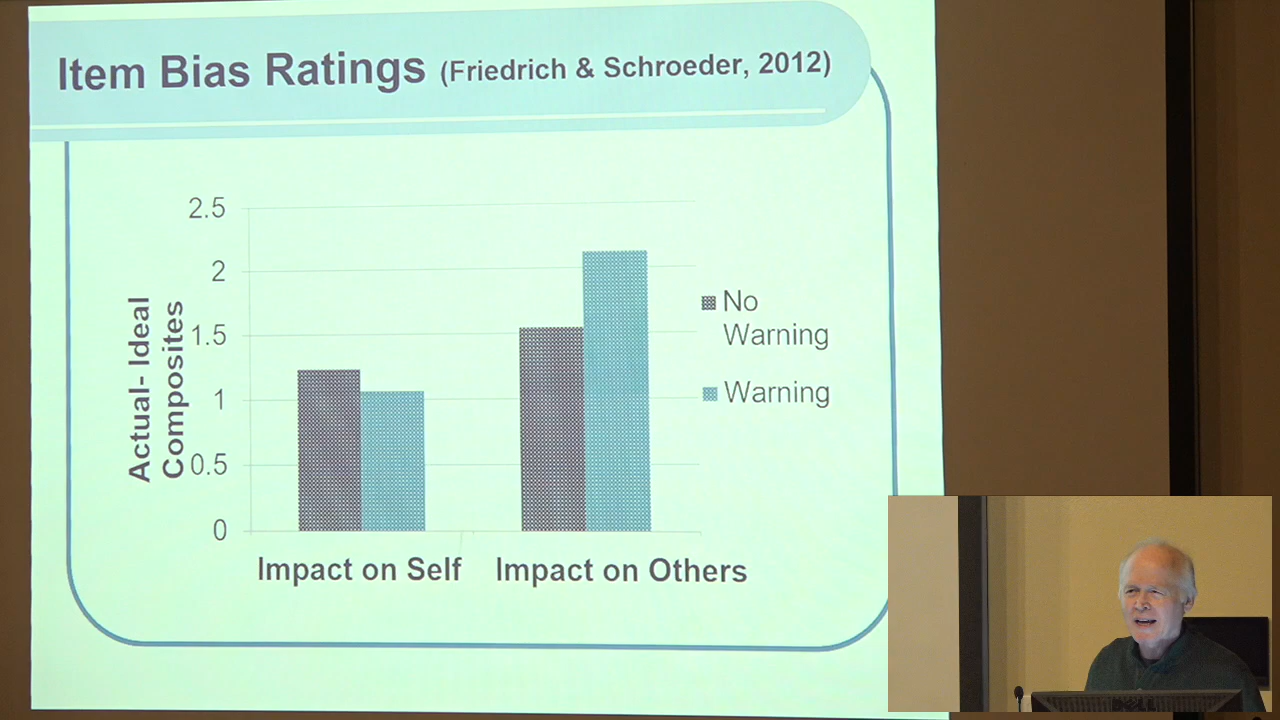 Item Bias Ratings (Friedrich & Schroeder, 2012)
2.5
2
1.5
1
0.5
0
Actual- Ideal
Composites
No
Warning
Warning
Impact on Self
Impact on Others
DELL